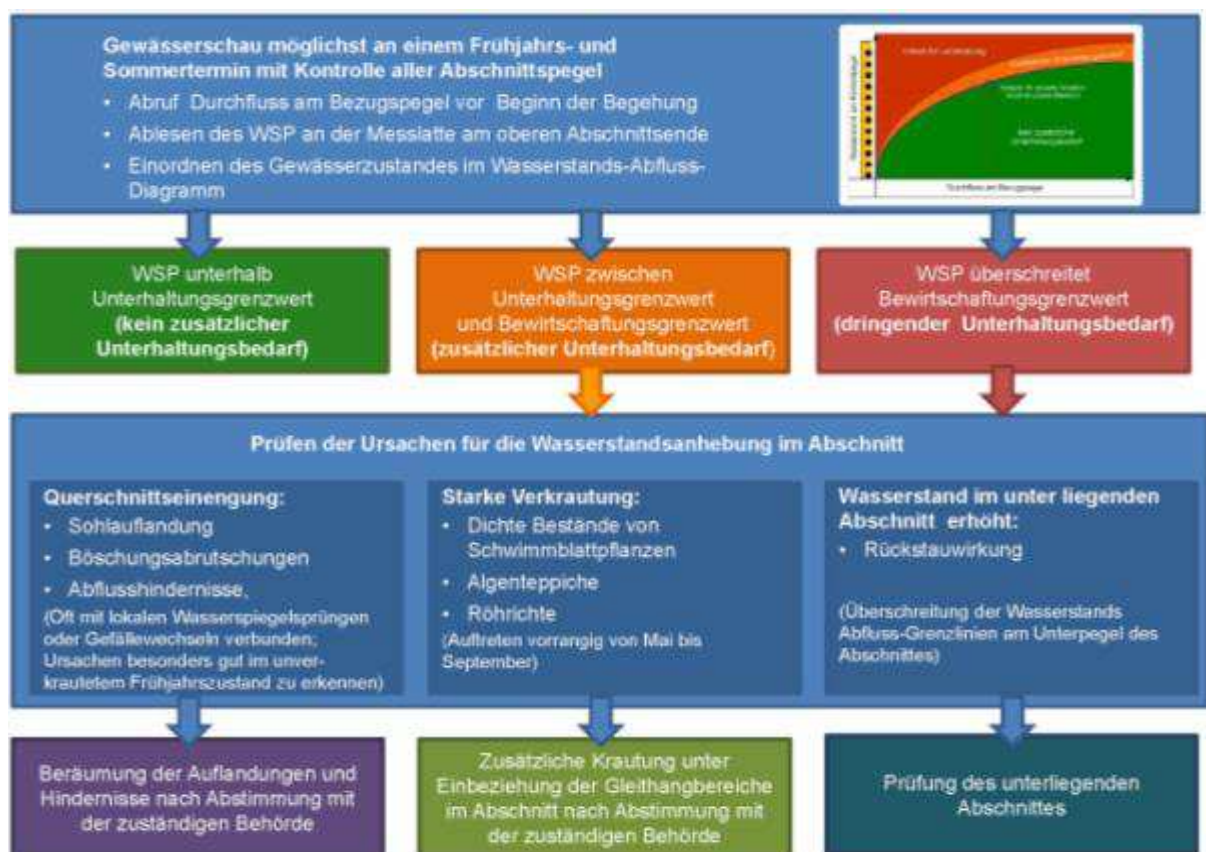 Gewässerschau möglichst an einem Frühjahrs- und
Sommertermin mit Kontrolle aller Abschnittspegel
• Abruf Durchfluss am Bezugspegel vor Beginn der Begehung
• Ablesen des WSP an der Messlatte am oberen Abschnittsende
• Einordnen des Gewässerzustandes im Wasserstands-Abfluss-
Diagramm
Durchfluss am Bezugspegel
WSP unterhalb
Unterhaltungsgrenzwert
(kein zusätzlicher
Unterhaltungsbedarf)
WSP zwischen
Unterhaltungsgrenzwert
und Bewirtschaftungsgrenzwert
(zusätzlicher Unterhaltungsbedarf)
WSP überschreitet
Bewirtschaftungsgrenzwert
(dringender Unterhaltungsbedarf)
Prüfen der Ursachen für die Wasserstandsanhebung im Abschnitt
Querschnittseinengung:
• Sohlauflandung
• Böschungsabrutschungen
• Abflusshindernisse,
(Oft mit lokalen Wasserspiegelsprüngen
oder Gefällewechseln verbunden;
Ursachen besonders gut im unver-
krautetem Frühjahrszustand zu erkennen)
Starke Verkrautung:
• Dichte Bestände von
Schwimmblattpflanzen
• Algenteppiche
• Röhrichte
(Auftreten vorrangig von Mai bis
September)
Wasserstand im unter liegenden
Abschnitt erhöht:
• Rückstauwirkung
(Überschreitung der Wasserstands
Abfluss-Grenzlinien am Unterpegel des
Abschnittes)
Beräumung der Auflandungen und
Hindernisse nach Abstimmung mit
der zuständigen Behörde
Zusätzliche Krautung unter
Einbeziehung der Gleithangbereiche
im Abschnitt nach Abstimmung mit
der zuständigen Behörde
Prüfung des unterliegenden
Abschnittes